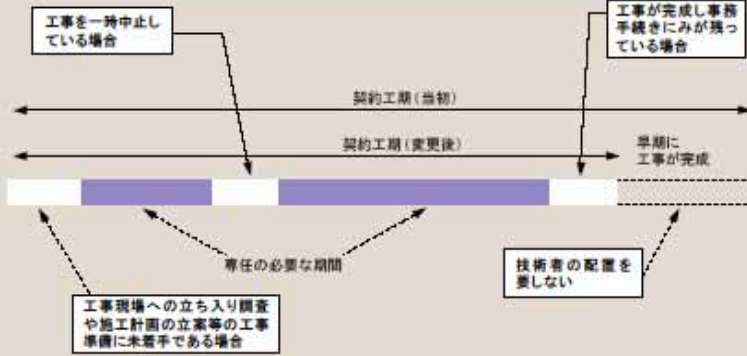 工事を一時中止し
ている場合
工事が完成し事務
手続きにみが残っ
ている場合
契約工期(当初)
契約工期(変更後)
早期に
工事が完成
専任の必要な期間
技術者の配置を
要しない
工事現場への立ち入り調査
や施工計画の立案等の工事
準備に未着手である場合